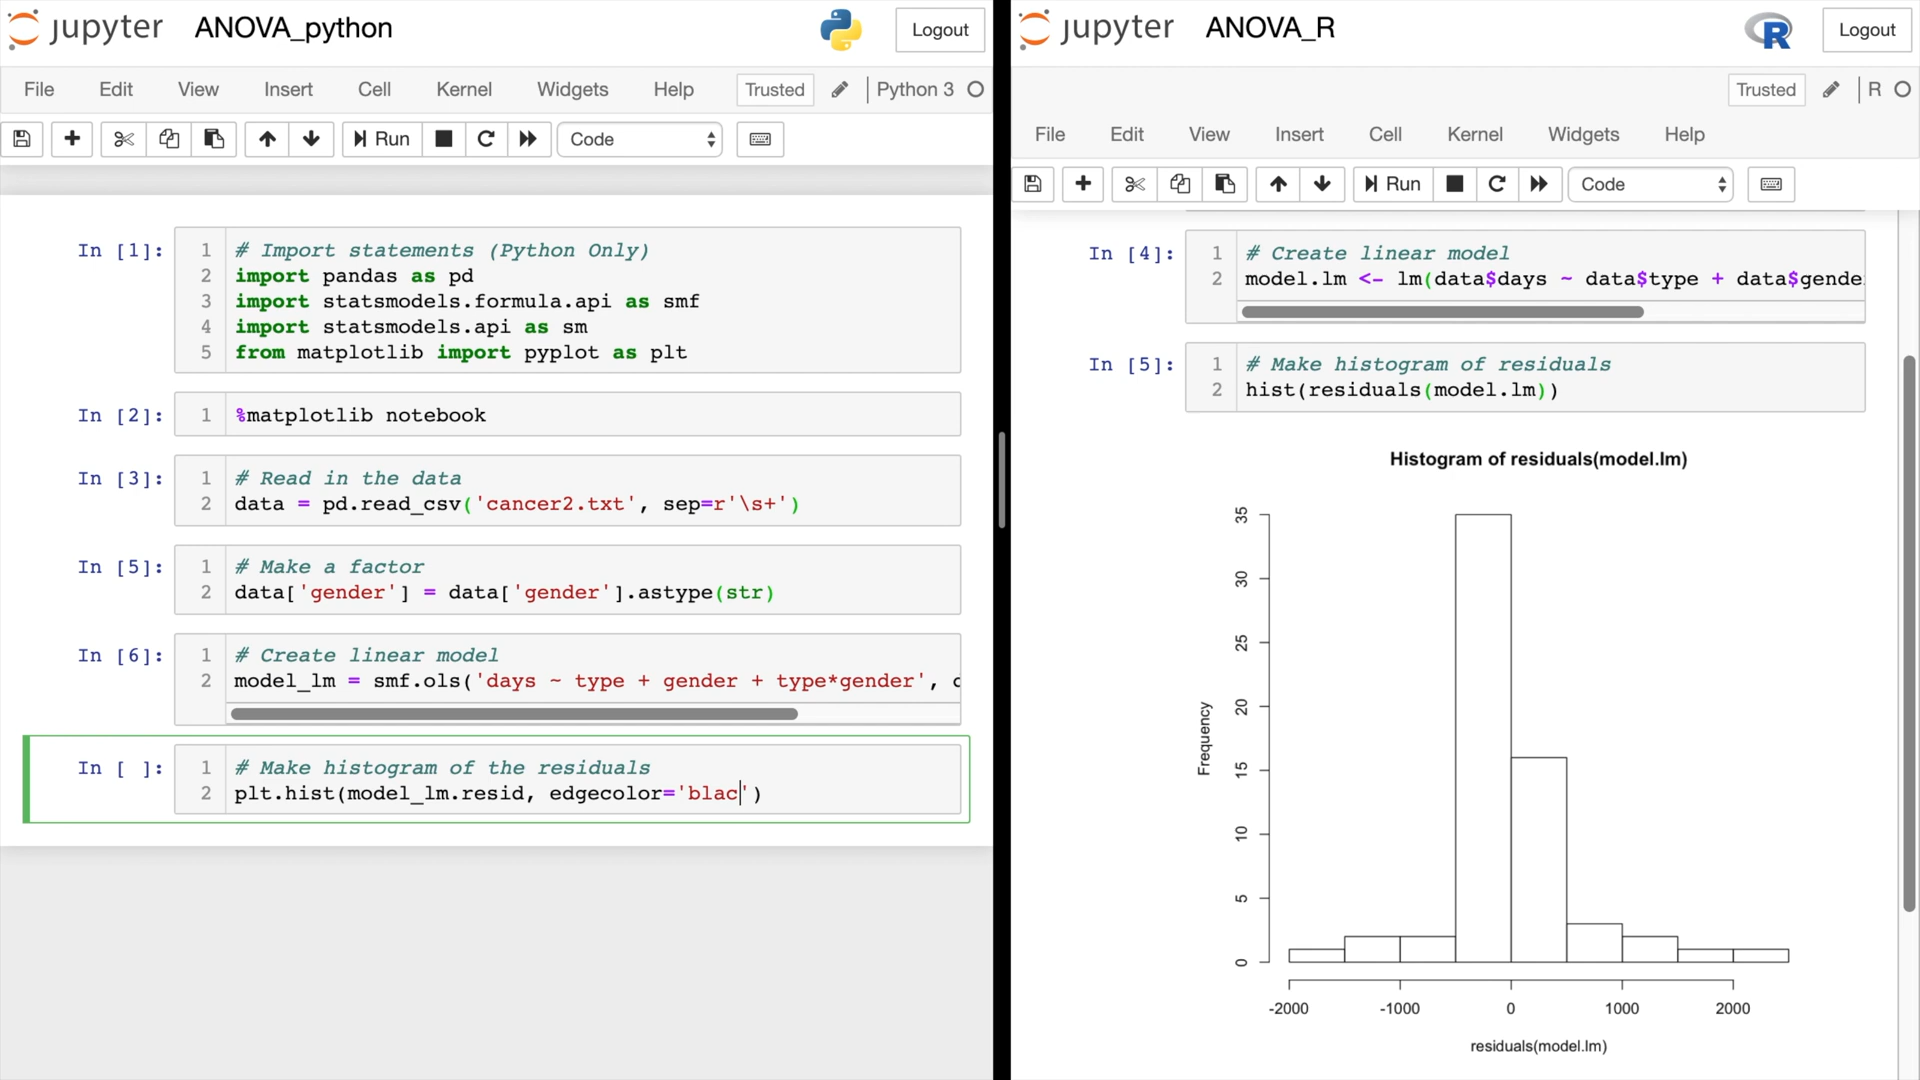 jupyter ANOVA_python Logout
File Edit View Insert Cell Kernel Widgets Help Trusted Python 3
Run Code
In [1]: 1 # Import statements (Python Only)
2 import pandas as pd
3 import statsmodels.formula.api as smf
4 import statsmodels.api as sm
5 from matplotlib import pyplot as plt
In [2]: 1 %matplotlib notebook
In [3]: 1 # Read in the data
2 data = pd.read_csv('cancer2.txt', sep=r'\s+')
In [5]: 1 # Make a factor
2 data['gender'] = data['gender'].astype(str)
In [6]: 1 # Create linear model
2 model_lm = smf.ols('days ~ type + gender + type*gender',
In [ ]: 1 # Make histogram of the residuals
2 plt.hist(model_lm.resid, edgecolor='blac')
jupyter ANOVA_R R Logout
Trusted R
File Edit View Insert Cell Kernel Widgets Help
Run Code
In [4]: 1 # Create linear model
2 model.lm <- lm(data$days ~ data$type + data$gende
In [5]: 1 # Make histogram of residuals
2 hist(residuals(model.lm))
Histogram of residuals(model.lm)
Frequency
35
30
25
20
15
10
5
0
-2000 -1000 0 1000 2000
residuals(model.lm)